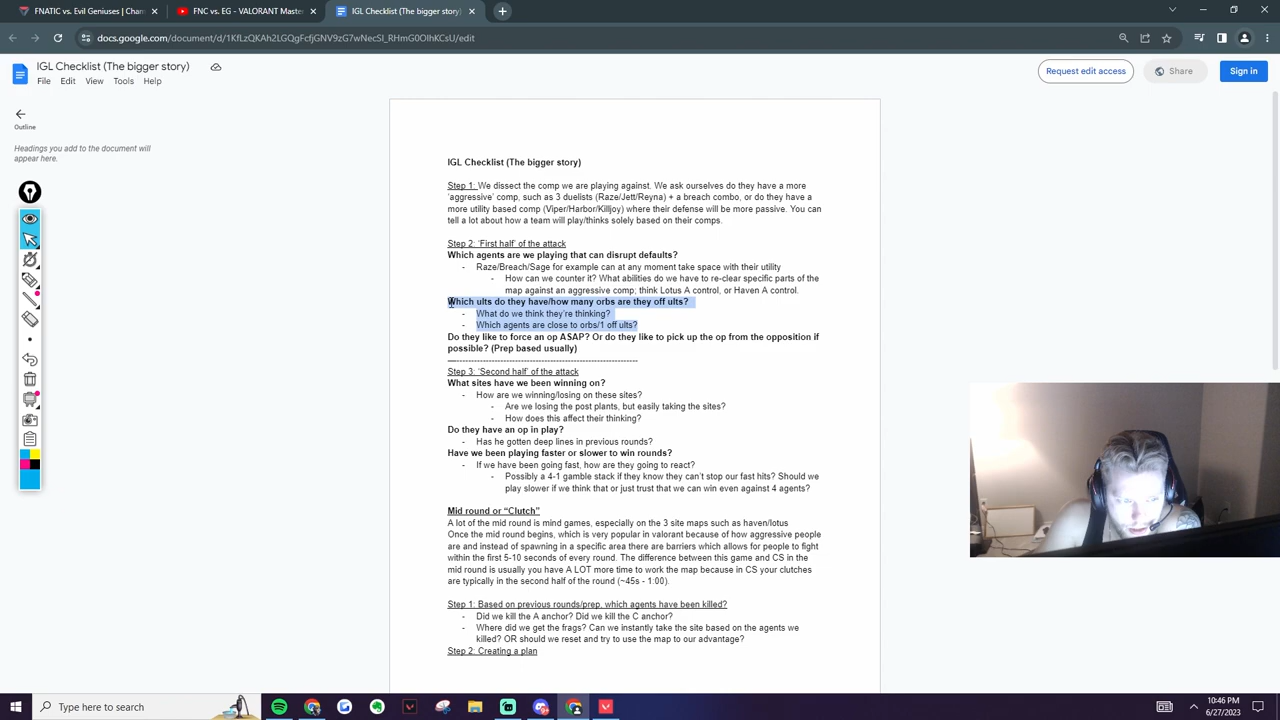 FNATIC vs. Evil Geniuses | Cham
FNC vs. EG - VALORANT Master
IGL Checklist (The bigger story)
docs.google.com/document/d/1KfLzQKAh2LGQgFcfjGNV9zG7wNecSI_RHmG0OlhKCsU/edit
IGL Checklist (The bigger story)
File Edit View Tools Help
Request edit access
Share
Sign in
Outline
Headings you add to the document will
appear here.
IGL Checklist (The bigger story)
Step 1: We dissect the comp we are playing against. We ask ourselves do they have a more
'aggressive' comp, such as 3 duelists (Raze/Jett/Reyna) + a breach combo, or do they have a
more utility based comp (Viper/Harbor/Killjoy) where their defense will be more passive. You can
tell a lot about how a team will play/thinks solely based on their comps.
Step 2: 'First half' of the attack
Which agents are we playing that can disrupt defaults?
- Raze/Breach/Sage for example can at any moment take space with their utility
- How can we counter it? What abilities do we have to re-clear specific parts of the
map against an aggressive comp; think Lotus A control, or Haven A control.
Which ults do they have/how many orbs are they off ults?
- What do we think they're thinking?
- Which agents are close to orbs/1 off ults?
Do they like to force an op ASAP? Or do they like to pick up the op from the opposition if
possible? (Prep based usually)
—------------------------------------------------------------
Step 3: 'Second half' of the attack
What sites have we been winning on?
- How are we winning/losing on these sites?
- Are we losing the post plants, but easily taking the sites?
- How does this affect their thinking?
Do they have an op in play?
- Has he gotten deep lines in previous rounds?
Have we been playing faster or slower to win rounds?
- If we have been going fast, how are they going to react?
- Possibly a 4-1 gamble stack if they know they can't stop our fast hits? Should we
play slower if we think that or just trust that we can win even against 4 agents?
Mid round or "Clutch"
A lot of the mid round is mind games, especially on the 3 site maps such as haven/lotus
Once the mid round begins, which is very popular in valorant because of how aggressive people
are and instead of spawning in a specific area there are barriers which allows for people to fight
within the first 5-10 seconds of every round. The difference between this game and CS in the
mid round is usually you have A LOT more time to work the map because in CS your clutches
are typically in the second half of the round (~45s - 1:00).
Step 1: Based on previous rounds/prep, which agents have been killed?
- Did we kill the A anchor? Did we kill the C anchor?
- Where did we get the frags? Can we instantly take the site based on the agents we
killed? OR should we reset and try to use the map to our advantage?
Step 2: Creating a plan
Type here to search
10:46 PM
6/27/2023